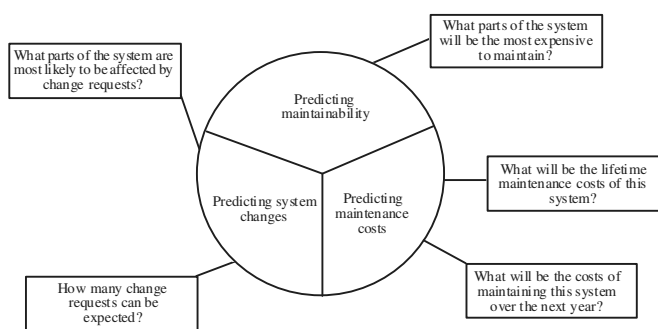 What parts of the system
will be the most expensive
to maintain?
What parts of the system are
most likely to be affected by
change requests?
Predicting
maintainability
What will be the lifetime
maintenance costs of this
system?
Predicting system
changes
Predicting
maintenance
costs
What will be the costs of
maintaining this system
over the next year?
How many change
requests can be
expected?